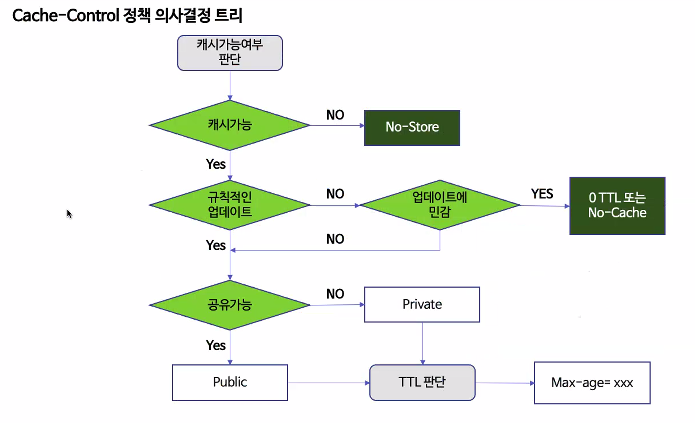 Cache-Control 정책 의사결정 트리
캐시가능여부
판단
캐시가능
NO
No-Store
Yes
규칙적인
업데이트
NO
업데이트에
민감
YES
0 TTL 또는
No-Cache
Yes
NO
공유가능
NO
Private
Yes
Public
TTL 판단
Max-age= xxx